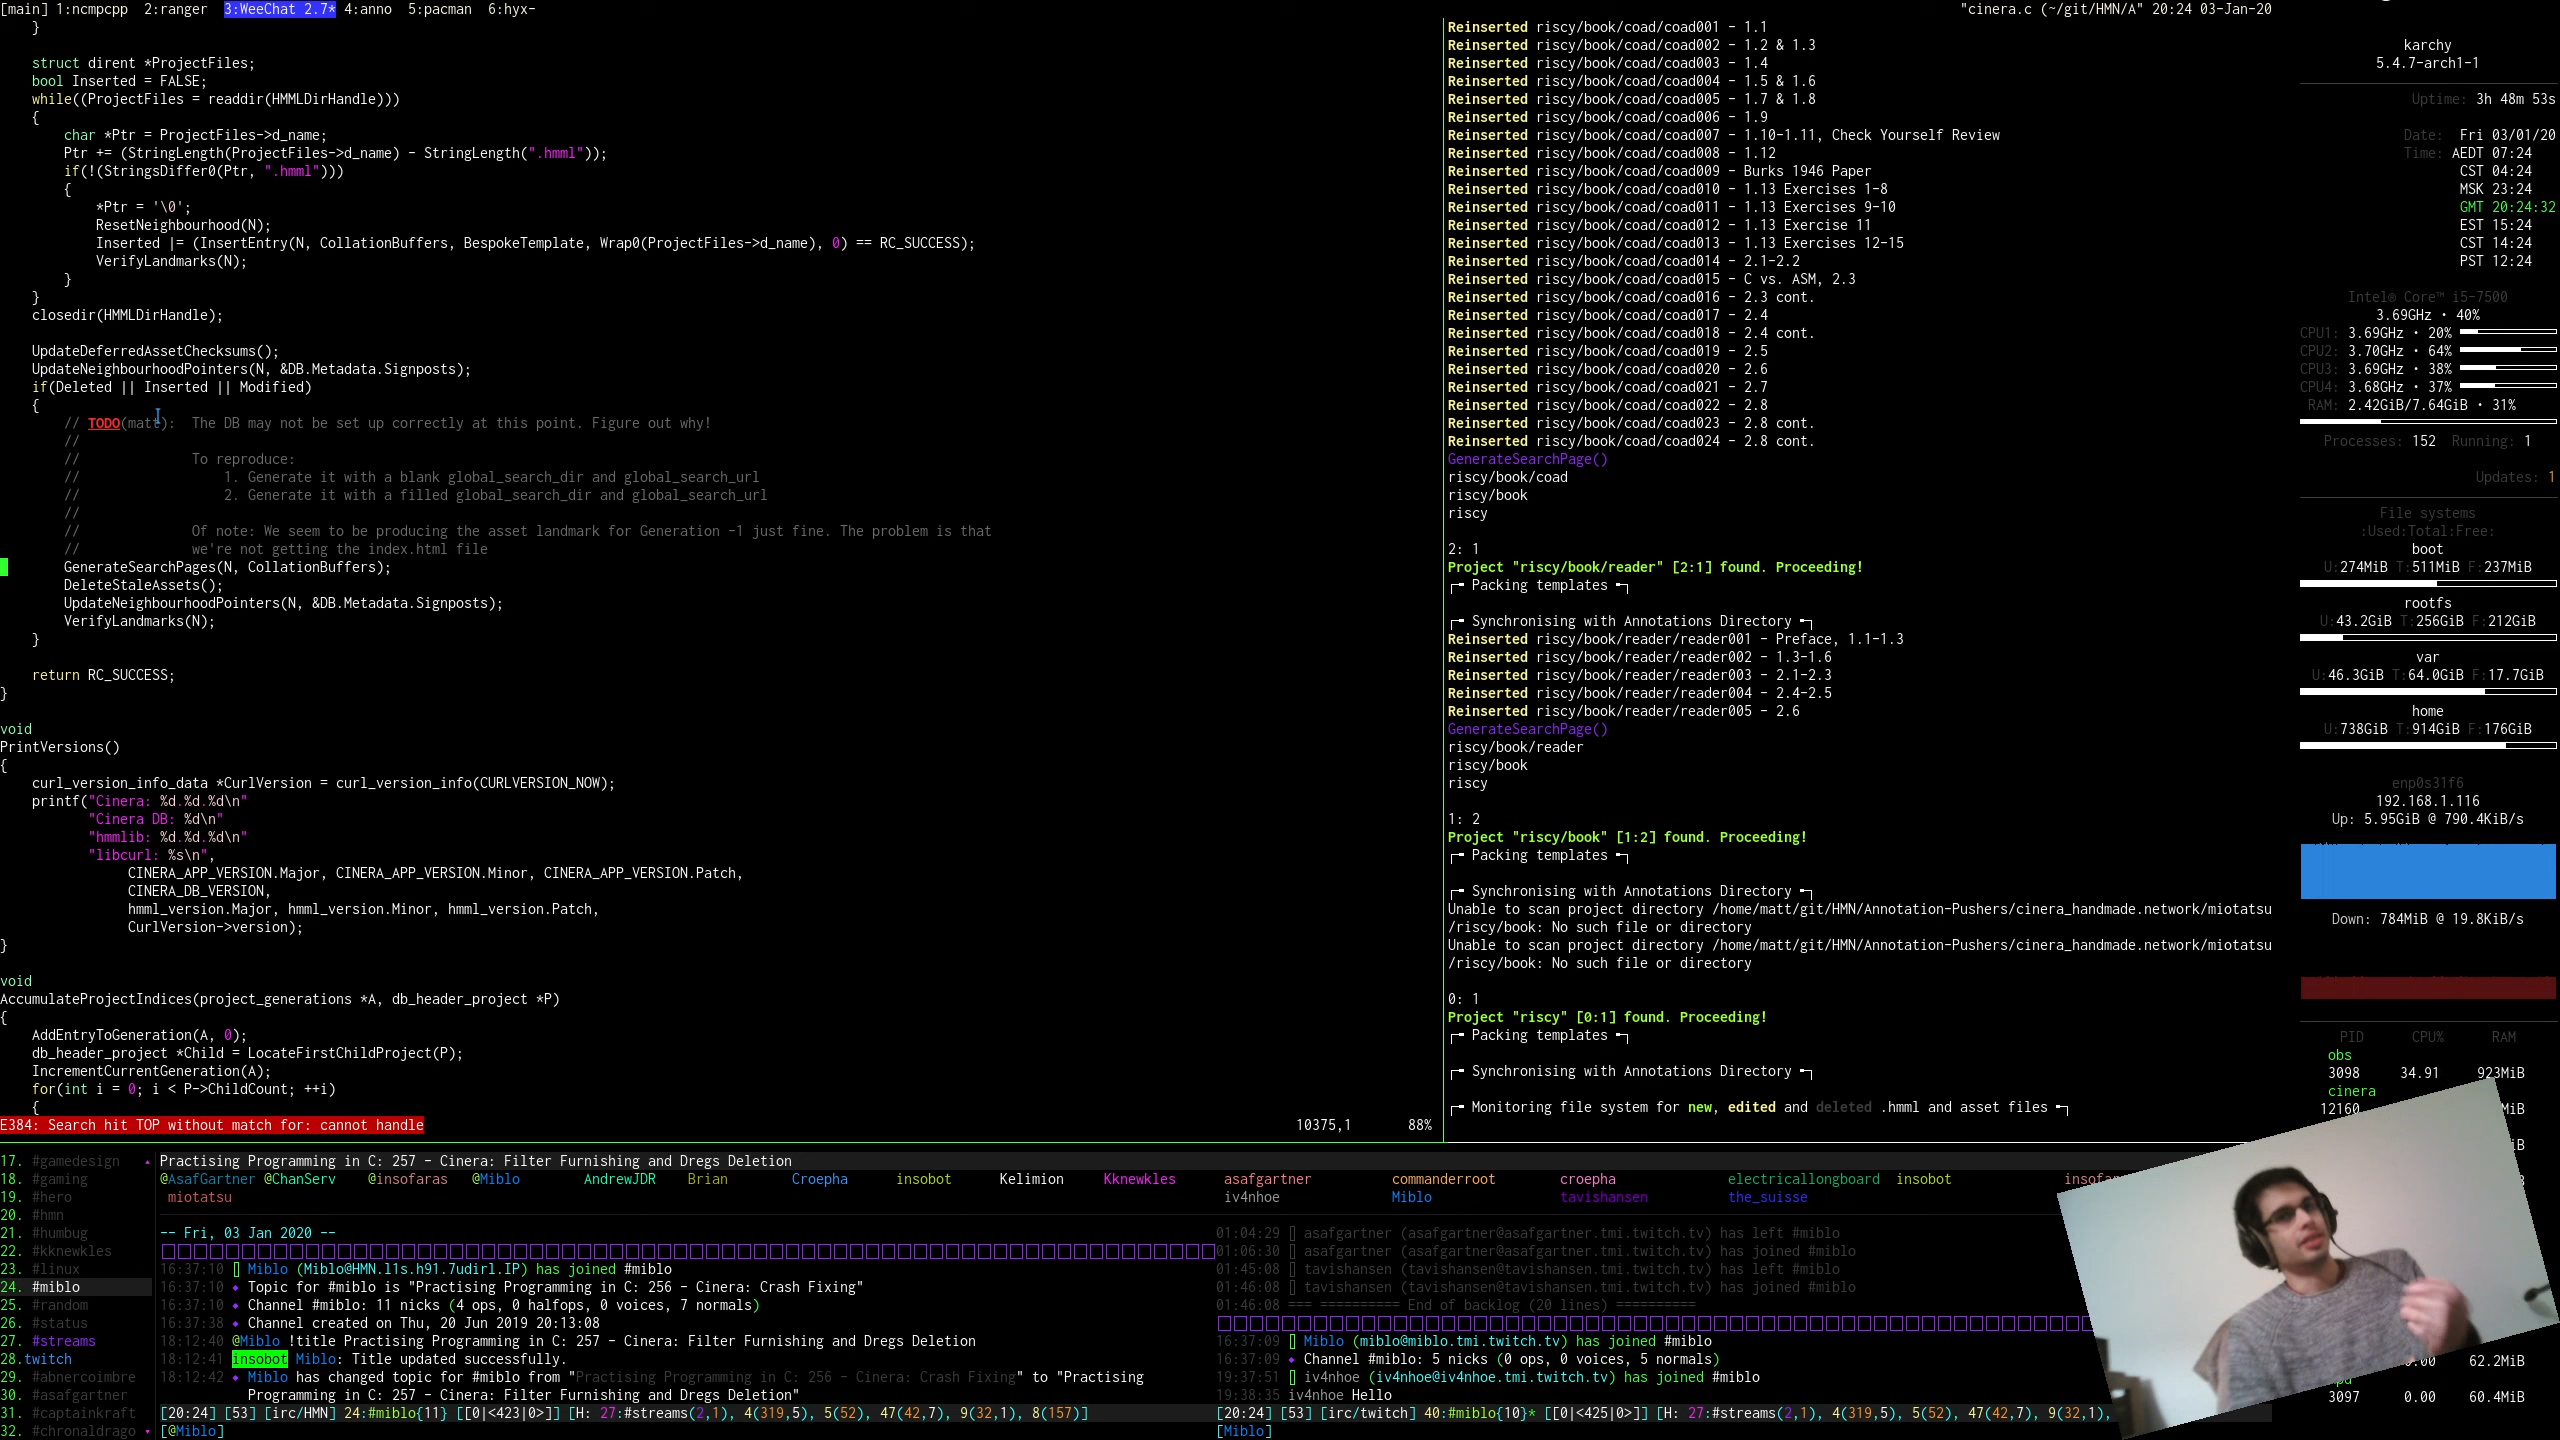 [main] 1:ncmpcpp  2:ranger  3:WeeChat 2.7* 4:anno  5:pacman  6:hyx-
"cinera.c (~/git/HMN/A" 20:24 03-Jan-20
    }
    struct dirent *ProjectFiles;
    bool Inserted = FALSE;
    while((ProjectFiles = readdir(HMMLDirHandle)))
    {
        char *Ptr = ProjectFiles->d_name;
        Ptr += (StringLength(ProjectFiles->d_name) - StringLength(".hmml"));
        if(!(StringsDiffer0(Ptr, ".hmml")))
        {
            *Ptr = '\0';
            ResetNeighbourhood(N);
            Inserted |= (InsertEntry(N, CollationBuffers, BespokeTemplate, Wrap0(ProjectFiles->d_name), 0) == RC_SUCCESS);
            VerifyLandmarks(N);
        }
    }
    closedir(HMMLDirHandle);
    UpdateDeferredAssetChecksums();
    UpdateNeighbourhoodPointers(N, &DB.Metadata.Signposts);
    if(Deleted || Inserted || Modified)
    {
        // TODO(matt):  The DB may not be set up correctly at this point. Figure out why!
        //
        //              To reproduce:
        //                  1. Generate it with a blank global_search_dir and global_search_url
        //                  2. Generate it with a filled global_search_dir and global_search_url
        //
        //              Of note: We seem to be producing the asset landmark for Generation -1 just fine. The problem is that
        //              we're not getting the index.html file
        GenerateSearchPages(N, CollationBuffers);
        DeleteStaleAssets();
        UpdateNeighbourhoodPointers(N, &DB.Metadata.Signposts);
        VerifyLandmarks(N);
    }
    return RC_SUCCESS;
}
void
PrintVersions()
{
    curl_version_info_data *CurlVersion = curl_version_info(CURLVERSION_NOW);
    printf("Cinera: %d.%d.%d\n"
           "Cinera DB: %d\n"
           "hmmlib: %d.%d.%d\n"
           "libcurl: %s\n",
                CINERA_APP_VERSION.Major, CINERA_APP_VERSION.Minor, CINERA_APP_VERSION.Patch,
                CINERA_DB_VERSION,
                hmml_version.Major, hmml_version.Minor, hmml_version.Patch,
                CurlVersion->version);
}
void
AccumulateProjectIndices(project_generations *A, db_header_project *P)
{
    AddEntryToGeneration(A, 0);
    db_header_project *Child = LocateFirstChildProject(P);
    IncrementCurrentGeneration(A);
    for(int i = 0; i < P->ChildCount; ++i)
    {
E384: Search hit TOP without match for: cannot handle
10375,1       88%
Reinserted riscy/book/coad/coad001 - 1.1
Reinserted riscy/book/coad/coad002 - 1.2 & 1.3
Reinserted riscy/book/coad/coad003 - 1.4
Reinserted riscy/book/coad/coad004 - 1.5 & 1.6
Reinserted riscy/book/coad/coad005 - 1.7 & 1.8
Reinserted riscy/book/coad/coad006 - 1.9
Reinserted riscy/book/coad/coad007 - 1.10-1.11, Check Yourself Review
Reinserted riscy/book/coad/coad008 - 1.12
Reinserted riscy/book/coad/coad009 - Burks 1946 Paper
Reinserted riscy/book/coad/coad010 - 1.13 Exercises 1-8
Reinserted riscy/book/coad/coad011 - 1.13 Exercises 9-10
Reinserted riscy/book/coad/coad012 - 1.13 Exercise 11
Reinserted riscy/book/coad/coad013 - 1.13 Exercises 12-15
Reinserted riscy/book/coad/coad014 - 2.1-2.2
Reinserted riscy/book/coad/coad015 - C vs. ASM, 2.3
Reinserted riscy/book/coad/coad016 - 2.3 cont.
Reinserted riscy/book/coad/coad017 - 2.4
Reinserted riscy/book/coad/coad018 - 2.4 cont.
Reinserted riscy/book/coad/coad019 - 2.5
Reinserted riscy/book/coad/coad020 - 2.6
Reinserted riscy/book/coad/coad021 - 2.7
Reinserted riscy/book/coad/coad022 - 2.8
Reinserted riscy/book/coad/coad023 - 2.8 cont.
Reinserted riscy/book/coad/coad024 - 2.8 cont.
GenerateSearchPage()
riscy/book/coad
riscy/book
riscy
2: 1
Project "riscy/book/reader" [2:1] found. Proceeding!
Packing templates
Synchronising with Annotations Directory
Reinserted riscy/book/reader/reader001 - Preface, 1.1-1.3
Reinserted riscy/book/reader/reader002 - 1.3-1.6
Reinserted riscy/book/reader/reader003 - 2.1-2.3
Reinserted riscy/book/reader/reader004 - 2.4-2.5
Reinserted riscy/book/reader/reader005 - 2.6
GenerateSearchPage()
riscy/book/reader
riscy/book
riscy
1: 2
Project "riscy/book" [1:2] found. Proceeding!
Packing templates
Synchronising with Annotations Directory
Unable to scan project directory /home/matt/git/HMN/Annotation-Pushers/cinera_handmade.network/miotatsu
/riscy/book: No such file or directory
Unable to scan project directory /home/matt/git/HMN/Annotation-Pushers/cinera_handmade.network/miotatsu
/riscy/book: No such file or directory
0: 1
Project "riscy" [0:1] found. Proceeding!
Packing templates
Synchronising with Annotations Directory
Monitoring file system for new, edited and deleted .hmml and asset files
karchy
5.4.7-arch1-1
Uptime: 3h 48m 53s
Date:  Fri 03/01/20
Time: AEDT 07:24
CST 04:24
MSK 23:24
GMT 20:24:32
EST 15:24
CST 14:24
PST 12:24
Intel® Core™ i5-7500
3.69GHz • 40%
CPU1: 3.69GHz • 20%
CPU2: 3.70GHz • 64%
CPU3: 3.69GHz • 38%
CPU4: 3.68GHz • 37%
RAM: 2.42GiB/7.64GiB • 31%
Processes: 152  Running: 1
Updates: 1
File systems
:Used:Total:Free:
boot
U:274MiB T:511MiB F:237MiB
rootfs
U:43.2GiB T:256GiB F:212GiB
var
U:46.3GiB T:64.0GiB F:17.7GiB
home
U:738GiB T:914GiB F:176GiB
enp0s31f6
192.168.1.116
Up: 5.95GiB @ 790.4KiB/s
Down: 784MiB @ 19.8KiB/s
PID      CPU%      RAM
obs
3098      34.91      923MiB
cinera
12160
62.2MiB
3097      0.00      60.4MiB
17. #gamedesign
18. #gaming
19. #hero
20. #hmn
21. #humbug
22. #kknewkles
23. #linux
24. #miblo
25. #random
26. #status
27. #streams
28.twitch
29. #abnercoimbre
30. #asafgartner
31. #captainkraft
32. #chronaldrago
Practising Programming in C: 257 - Cinera: Filter Furnishing and Dregs Deletion
@AsafGartner @ChanServ    @insofaras   @Miblo        AndrewJDR    Brian        Croepha      insobot      Kelimion     Kknewkles
miotatsu
-- Fri, 03 Jan 2020 --
16:37:10 Miblo (Miblo@HMN.l1s.h91.7udirl.IP) has joined #miblo
16:37:10 Topic for #miblo is "Practising Programming in C: 256 - Cinera: Crash Fixing"
16:37:10 Channel #miblo: 11 nicks (4 ops, 0 halfops, 0 voices, 7 normals)
16:37:38 Channel created on Thu, 20 Jun 2019 20:13:08
18:12:40 @Miblo !title Practising Programming in C: 257 - Cinera: Filter Furnishing and Dregs Deletion
18:12:41 insobot Miblo: Title updated successfully.
18:12:42 Miblo has changed topic for #miblo from "Practising Programming in C: 256 - Cinera: Crash Fixing" to "Practising
Programming in C: 257 - Cinera: Filter Furnishing and Dregs Deletion"
[20:24] [53] [irc/HMN] 24:#miblo{11} [[0|<423|0>]] [H: 27:#streams(2,1), 4(319,5), 5(52), 47(42,7), 9(32,1), 8(157)]
[@Miblo]
asafgartner          commanderroot        croepha              electricallongboard  insobot
iv4nhoe              Miblo                tavishansen          the_suisse
01:04:29 asafgartner (asafgartner@asafgartner.tmi.twitch.tv) has left #miblo
01:06:30 asafgartner (asafgartner@asafgartner.tmi.twitch.tv) has joined #miblo
01:45:08 tavishansen (tavishansen@tavishansen.tmi.twitch.tv) has left #miblo
01:46:08 tavishansen (tavishansen@tavishansen.tmi.twitch.tv) has joined #miblo
01:46:08 === ========== End of backlog (20 lines) ==========
16:37:09 Miblo (miblo@miblo.tmi.twitch.tv) has joined #miblo
16:37:09 Channel #miblo: 5 nicks (0 ops, 0 voices, 5 normals)
19:37:51 iv4nhoe (iv4nhoe@iv4nhoe.tmi.twitch.tv) has joined #miblo
19:38:35 iv4nhoe Hello
[20:24] [53] [irc/twitch] 40:#miblo{10}* [[0|<425|0>]] [H: 27:#streams(2,1), 4(319,5), 5(52), 47(42,7), 9(32,1),
[Miblo]